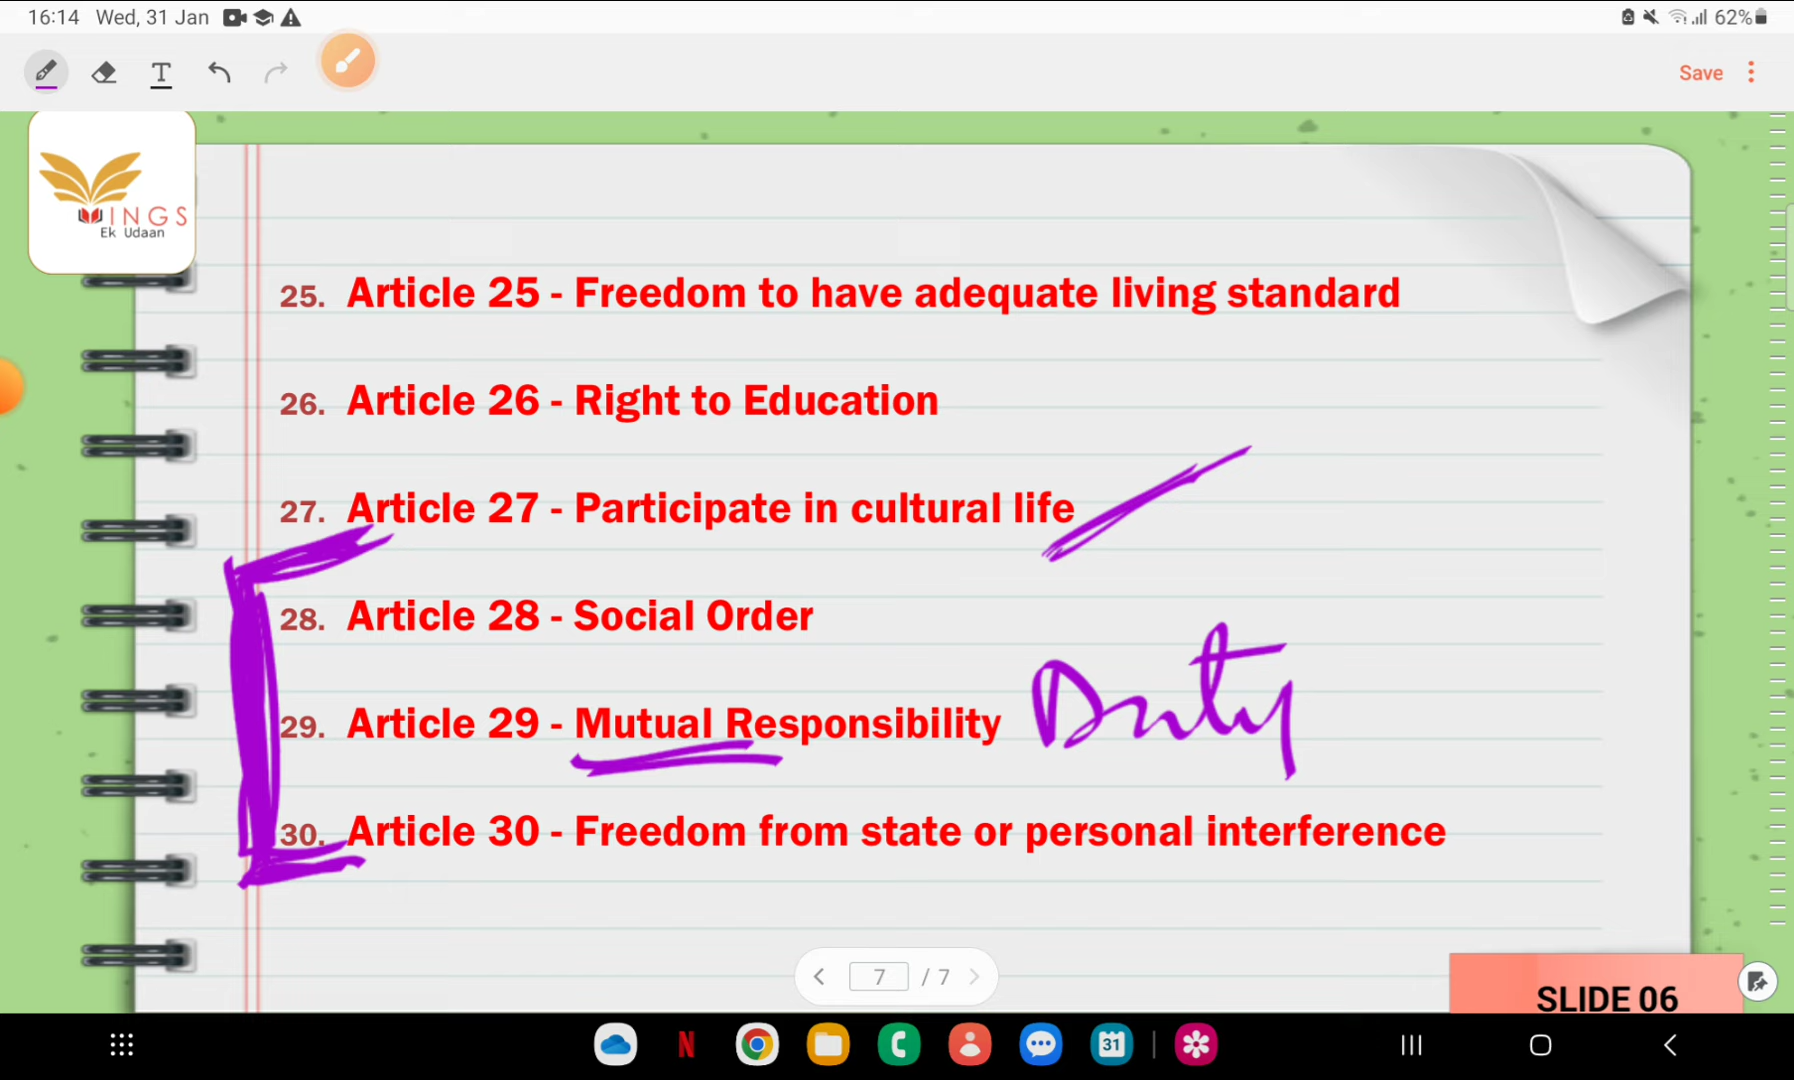 16:14 Wed, 31 Jan
62%
T
Save
WINGS
Ek Udaan
25. Article 25 - Freedom to have adequate living standard
26. Article 26 - Right to Education
27. Article 27 - Participate in cultural life
28. Article 28 - Social Order
29. Article 29 - Mutual Responsibility Duty
30. Article 30 - Freedom from state or personal interference
7 / 7
SLIDE 06
N
31